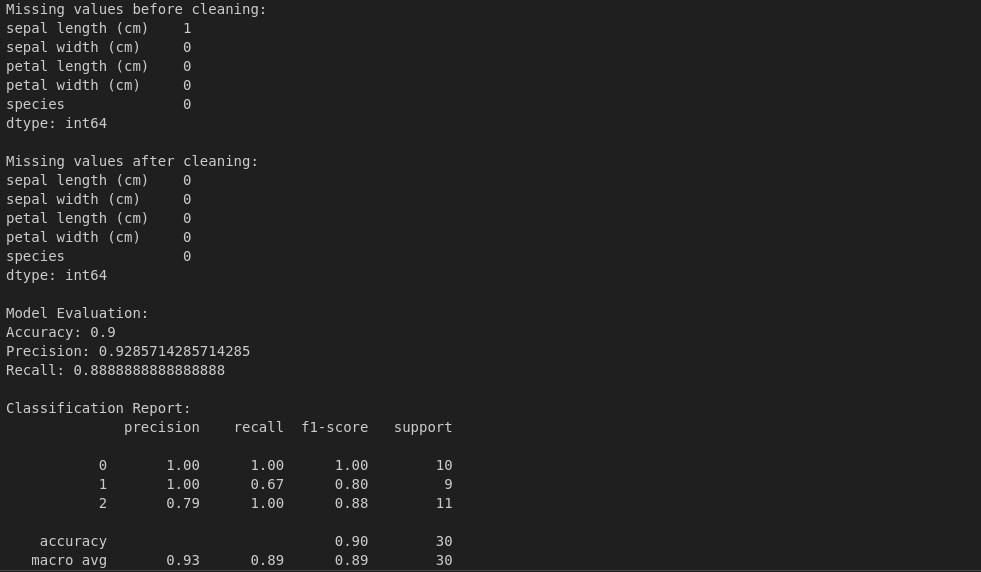 Missing values before cleaning:
sepal length (cm)    1
sepal width (cm)     0
petal length (cm)    0
petal width (cm)     0
species              0
dtype: int64

Missing values after cleaning:
sepal length (cm)    0
sepal width (cm)     0
petal length (cm)    0
petal width (cm)     0
species              0
dtype: int64

Model Evaluation:
Accuracy: 0.9
Precision: 0.9285714285714285
Recall: 0.8888888888888888

Classification Report:
              precision    recall  f1-score   support

           0       1.00      1.00      1.00        10
           1       1.00      0.67      0.80         9
           2       0.79      1.00      0.88        11

    accuracy                           0.90        30
   macro avg       0.93      0.89      0.89        30